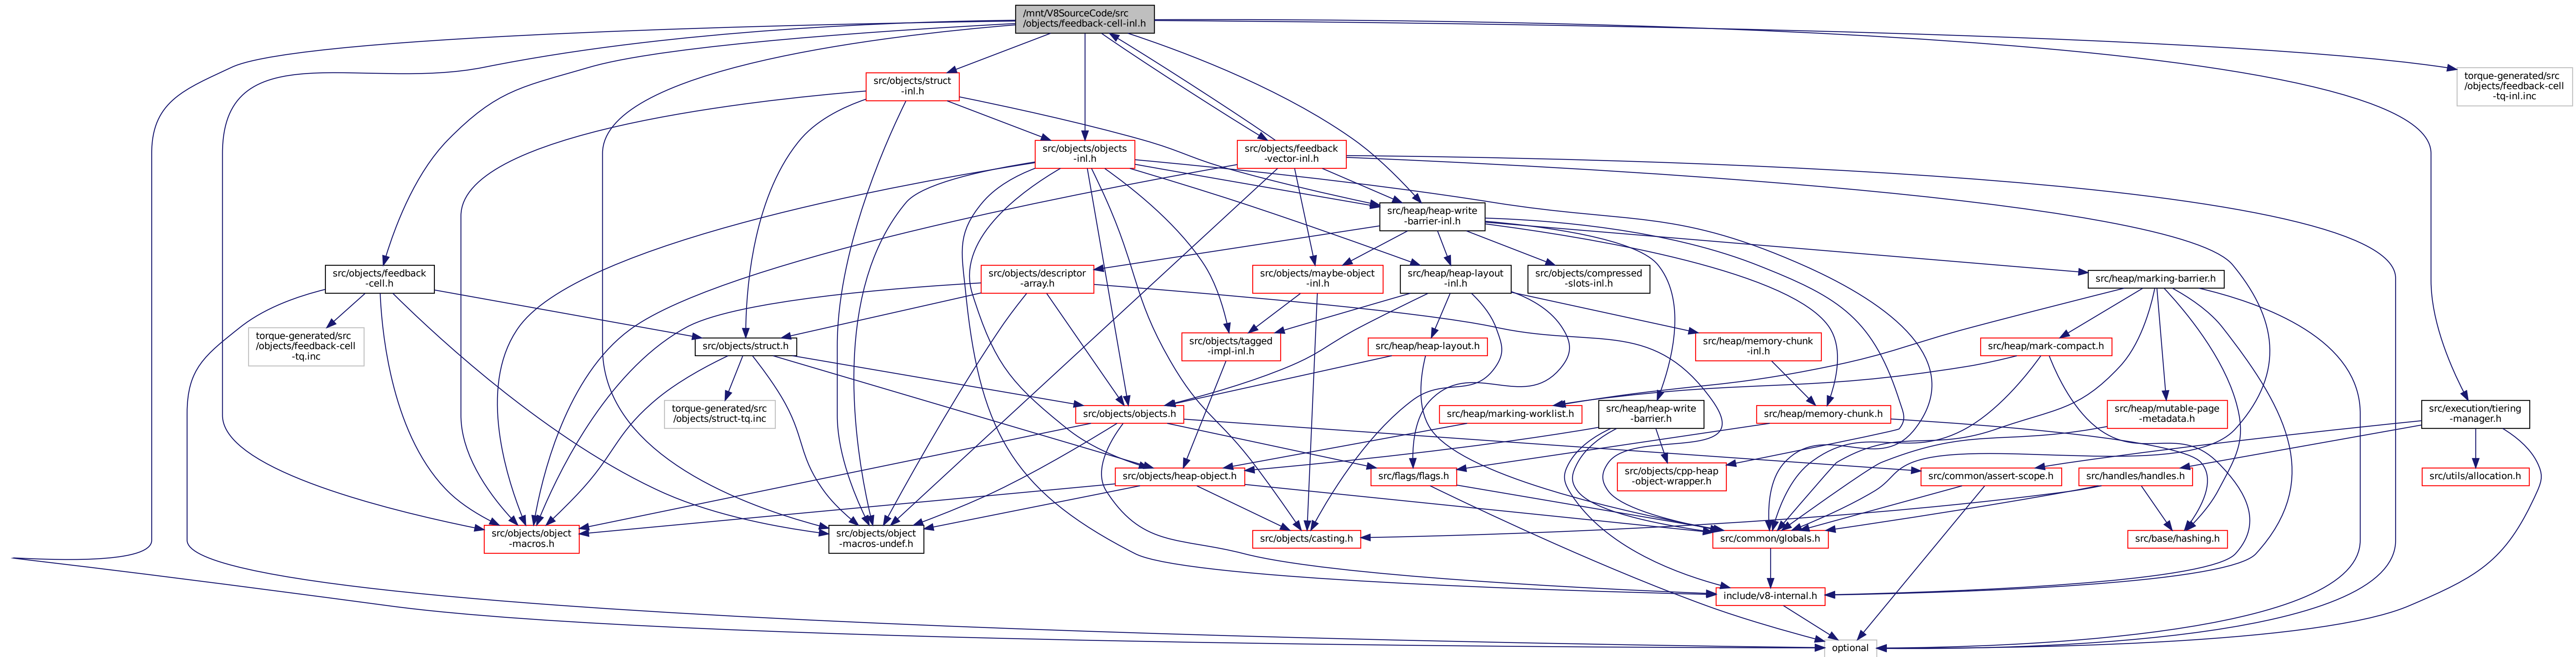 /mnt/V8SourceCode/src
/objects/feedback-cell-inl.h
src/objects/struct
-inl.h
torque-generated/src
/objects/feedback-cell
-tq-inl.inc
src/objects/objects
-inl.h
src/objects/feedback
-vector-inl.h
src/heap/heap-write
-barrier-inl.h
src/objects/feedback
-cell.h
src/objects/descriptor
-array.h
src/objects/maybe-object
-inl.h
src/heap/heap-layout
-inl.h
src/objects/compressed
-slots-inl.h
src/heap/marking-barrier.h
torque-generated/src
/objects/feedback-cell
-tq.inc
src/objects/struct.h
src/objects/tagged
-impl-inl.h
src/heap/heap-layout.h
src/heap/memory-chunk
-inl.h
src/heap/mark-compact.h
torque-generated/src
/objects/struct-tq.inc
src/objects/objects.h
src/heap/marking-worklist.h
src/heap/heap-write
-barrier.h
src/heap/memory-chunk.h
src/heap/mutable-page
-metadata.h
src/execution/tiering
-manager.h
src/objects/heap-object.h
src/flags/flags.h
src/objects/cpp-heap
-object-wrapper.h
src/common/assert-scope.h
src/handles/handles.h
src/utils/allocation.h
src/objects/object
-macros.h
src/objects/object
-macros-undef.h
src/objects/casting.h
src/common/globals.h
src/base/hashing.h
include/v8-internal.h
optional